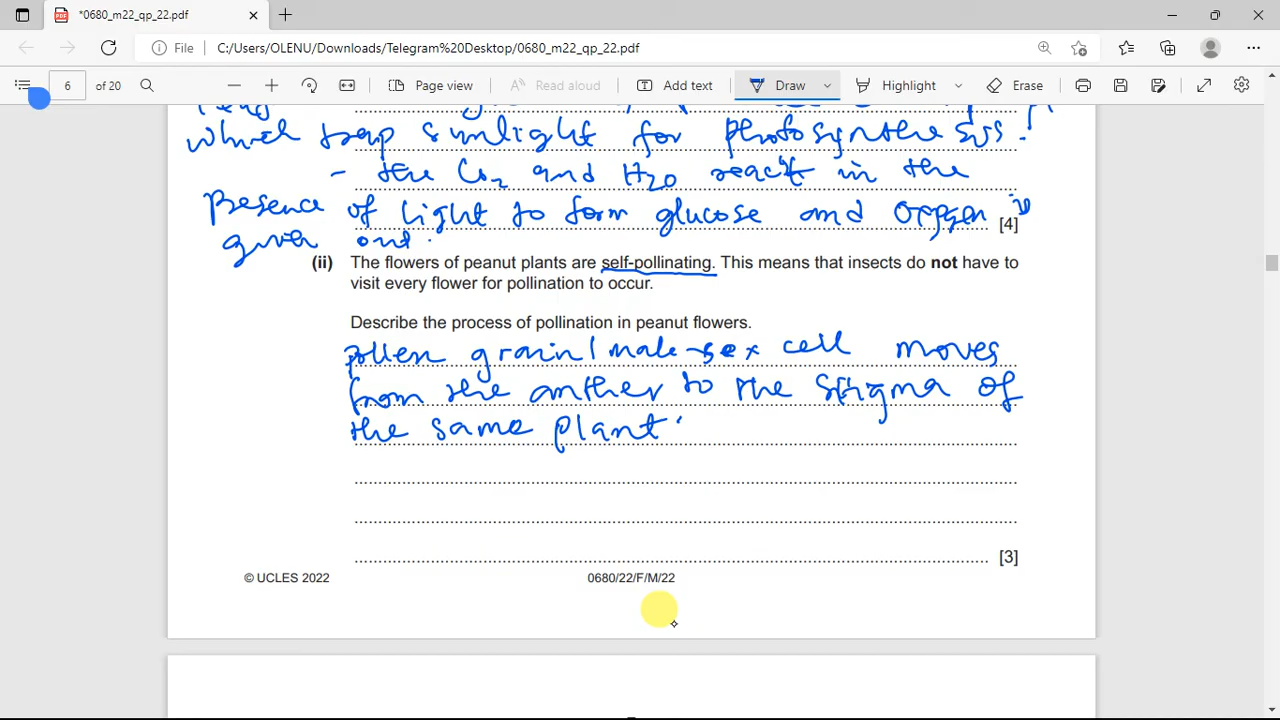 *0680_m22_qp_22.pdf
File C:/Users/OLENU/Downloads/Telegram%20Desktop/0680_m22_qp_22.pdf
6 of 20 Page view Read aloud Add text Draw Highlight Erase
which trap sunlight for photosynthesis.
- the CO2 and H2O react in the
Presence of light to form glucose and oxygen is [4]
given out.
(ii) The flowers of peanut plants are self-pollinating. This means that insects do not have to
visit every flower for pollination to occur.
Describe the process of pollination in peanut flowers.
pollen grain/male sex cell moves
from the anther to the stigma of
the same plant.
[3]
© UCLES 2022 0680/22/F/M/22